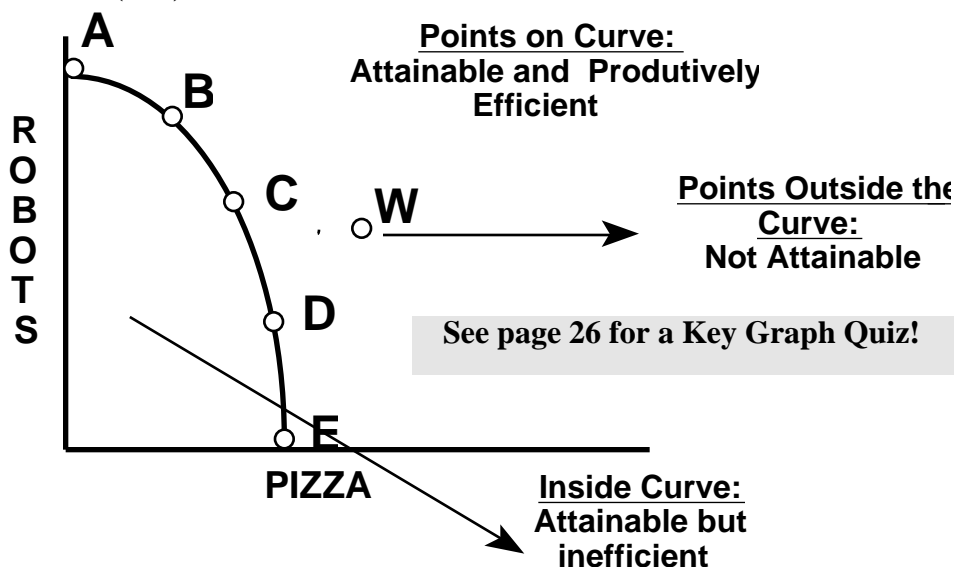 A
Points on Curve:
Attainable and Produtively
Efficient
B
R
O
B
O
T
S
C
W
Points Outside the
Curve:
Not Attainable
D
See page 26 for a Key Graph Quiz!
E
PIZZA
Inside Curve:
Attainable but
inefficient